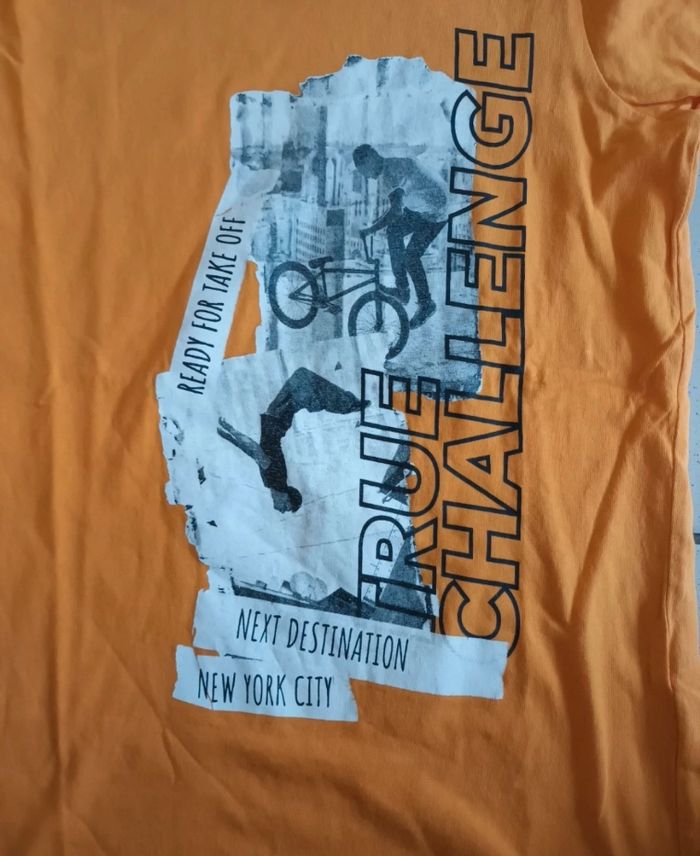 READY FOR TAKE OFF
TRUE
CHALLENGE
NEXT DESTINATION
NEW YORK CITY